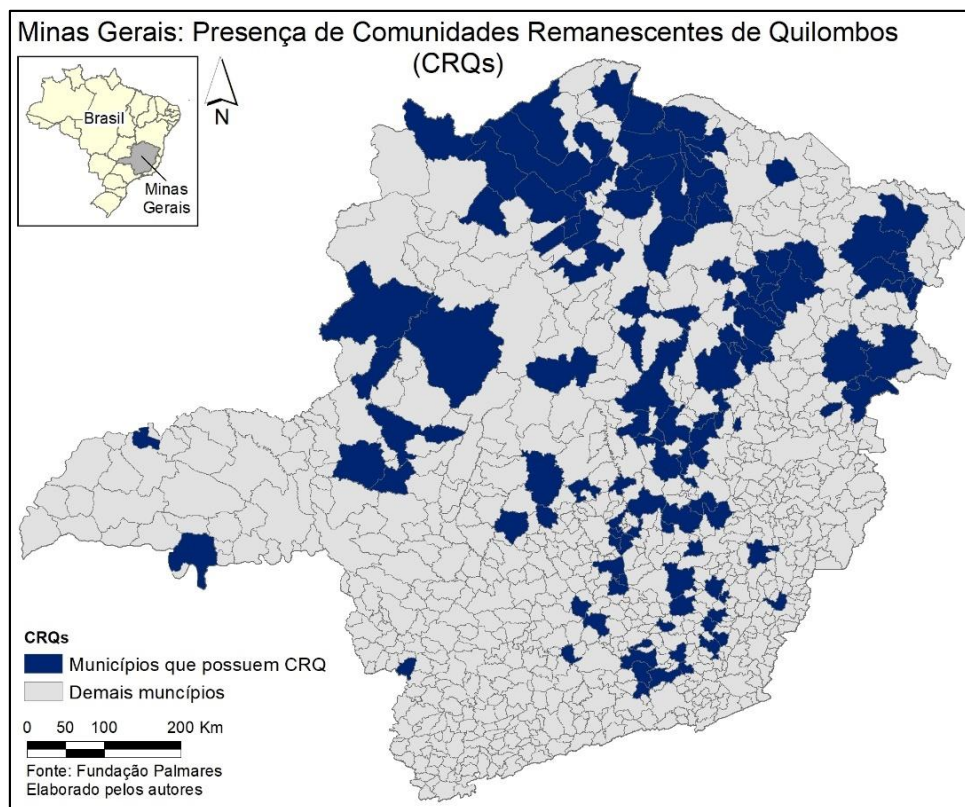 Minas Gerais: Presença de Comunidades Remanescentes de Quilombos
(CRQs)
Brasil
Minas
Gerais
N
CRQs
Municípios que possuem CRQ
Demais muncípios
0 50 100 200 Km
Fonte: Fundação Palmares
Elaborado pelos autores